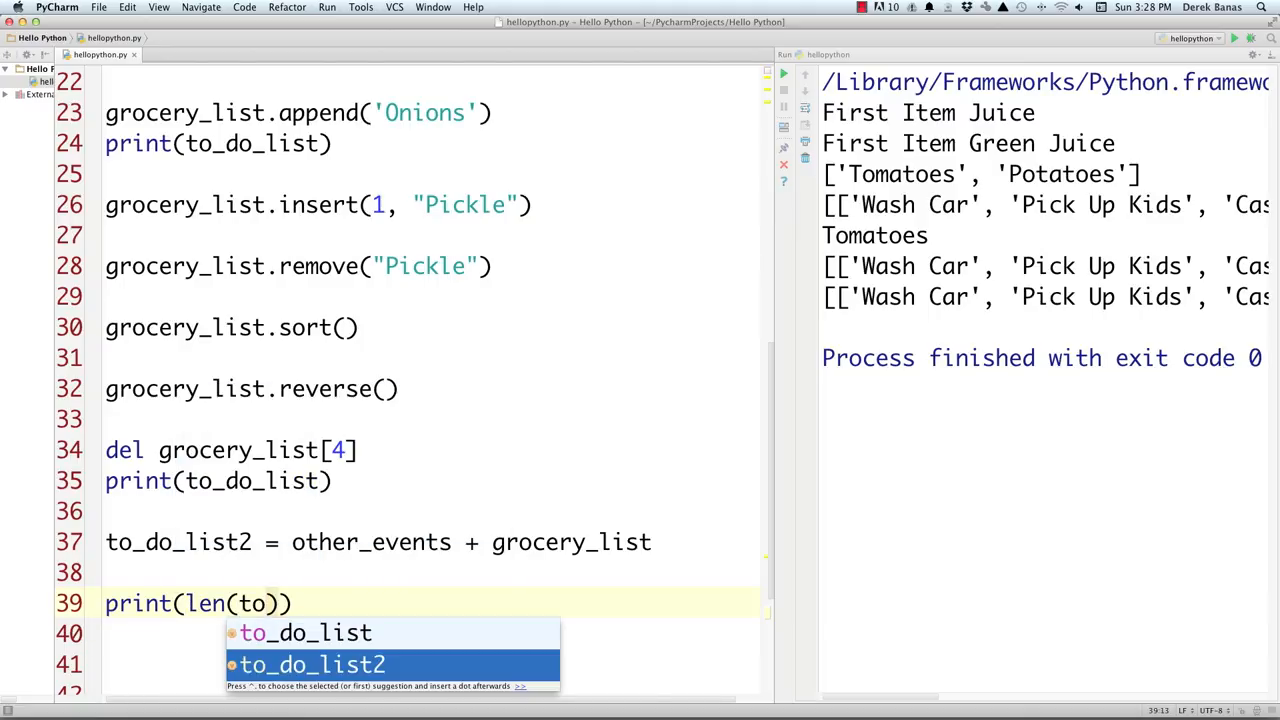 PyCharm File Edit View Navigate Code Refactor Run Tools VCS Window Help 10 Sun 3:28 PM Derek Banas
hellopython.py - Hello Python - [~/PycharmProjects/Hello Python]
Hello Python hellopython.py hellopython
hellopython.py Run hellopython
Hello P
hell
Extern
22
23 grocery_list.append('Onions')
24 print(to_do_list)
25
26 grocery_list.insert(1, "Pickle")
27
28 grocery_list.remove("Pickle")
29
30 grocery_list.sort()
31
32 grocery_list.reverse()
33
34 del grocery_list[4]
35 print(to_do_list)
36
37 to_do_list2 = other_events + grocery_list
38
39 print(len(to))
40
41
42
to_do_list
to_do_list2
Press ^. to choose the selected (or first) suggestion and insert a dot afterwards >>
/Library/Frameworks/Python.framewo
First Item Juice
First Item Green Juice
['Tomatoes', 'Potatoes']
[['Wash Car', 'Pick Up Kids', 'Cas
Tomatoes
[['Wash Car', 'Pick Up Kids', 'Cas
[['Wash Car', 'Pick Up Kids', 'Cas
Process finished with exit code 0
39:13 LF UTF-8